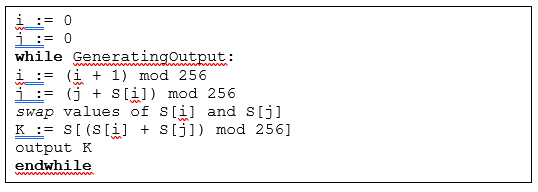 i := 0
j := 0
while GeneratingOutput:
i := (i + 1) mod 256
j := (j + S[i]) mod 256
swap values of S[i] and S[j]
K := S[(S[i] + S[j]) mod 256]
output K
endwhile